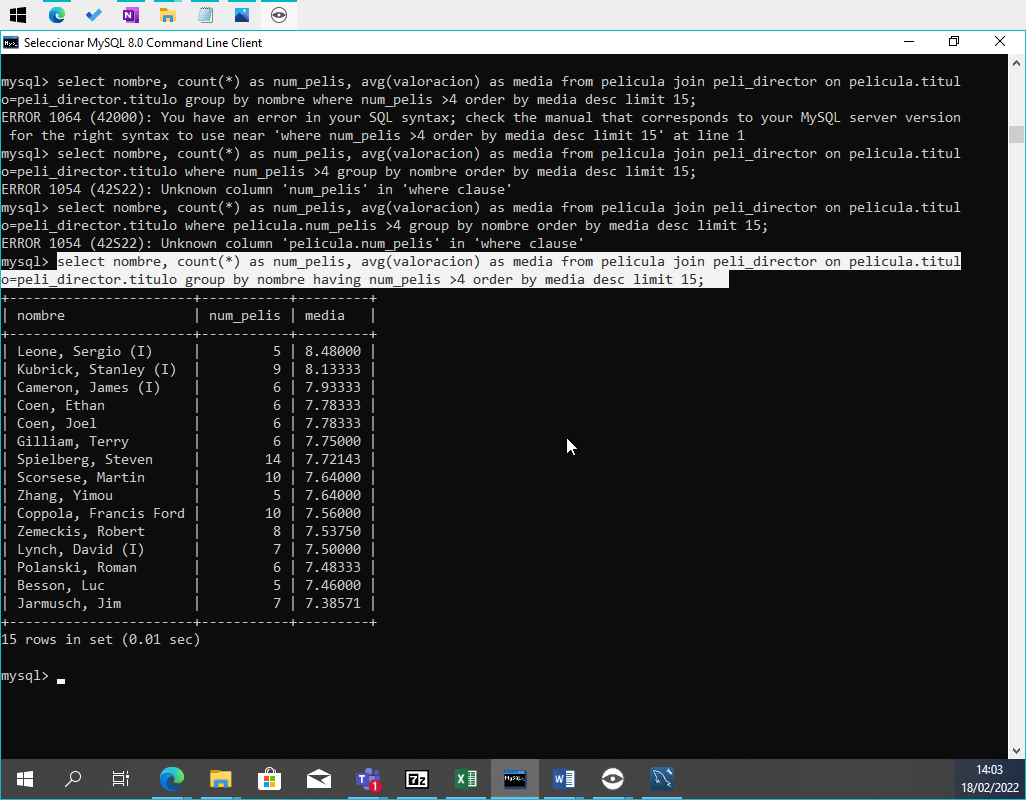 Seleccionar MySQL 8.0 Command Line Client
mysql> select nombre, count(*) as num_pelis, avg(valoracion) as media from pelicula join peli_director on pelicula.titul
o=peli_director.titulo group by nombre where num_pelis >4 order by media desc limit 15;
ERROR 1064 (42000): You have an error in your SQL syntax; check the manual that corresponds to your MySQL server version
 for the right syntax to use near 'where num_pelis >4 order by media desc limit 15' at line 1
mysql> select nombre, count(*) as num_pelis, avg(valoracion) as media from pelicula join peli_director on pelicula.titul
o=peli_director.titulo where num_pelis >4 group by nombre order by media desc limit 15;
ERROR 1054 (42S22): Unknown column 'num_pelis' in 'where clause'
mysql> select nombre, count(*) as num_pelis, avg(valoracion) as media from pelicula join peli_director on pelicula.titul
o=peli_director.titulo where pelicula.num_pelis >4 group by nombre order by media desc limit 15;
ERROR 1054 (42S22): Unknown column 'pelicula.num_pelis' in 'where clause'
mysql> select nombre, count(*) as num_pelis, avg(valoracion) as media from pelicula join peli_director on pelicula.titul
o=peli_director.titulo group by nombre having num_pelis >4 order by media desc limit 15;
+-----------------------+-----------+---------+
| nombre                | num_pelis | media   |
+-----------------------+-----------+---------+
| Leone, Sergio (I)     |         5 | 8.48000 |
| Kubrick, Stanley (I)  |         9 | 8.13333 |
| Cameron, James (I)    |         6 | 7.93333 |
| Coen, Ethan           |         6 | 7.78333 |
| Coen, Joel            |         6 | 7.78333 |
| Gilliam, Terry        |         6 | 7.75000 |
| Spielberg, Steven     |        14 | 7.72143 |
| Scorsese, Martin      |        10 | 7.64000 |
| Zhang, Yimou          |         5 | 7.64000 |
| Coppola, Francis Ford |        10 | 7.56000 |
| Zemeckis, Robert      |         8 | 7.53750 |
| Lynch, David (I)      |         7 | 7.50000 |
| Polanski, Roman       |         6 | 7.48333 |
| Besson, Luc           |         5 | 7.46000 |
| Jarmusch, Jim         |         7 | 7.38571 |
+-----------------------+-----------+---------+
15 rows in set (0.01 sec)
mysql>
14:03
18/02/2022